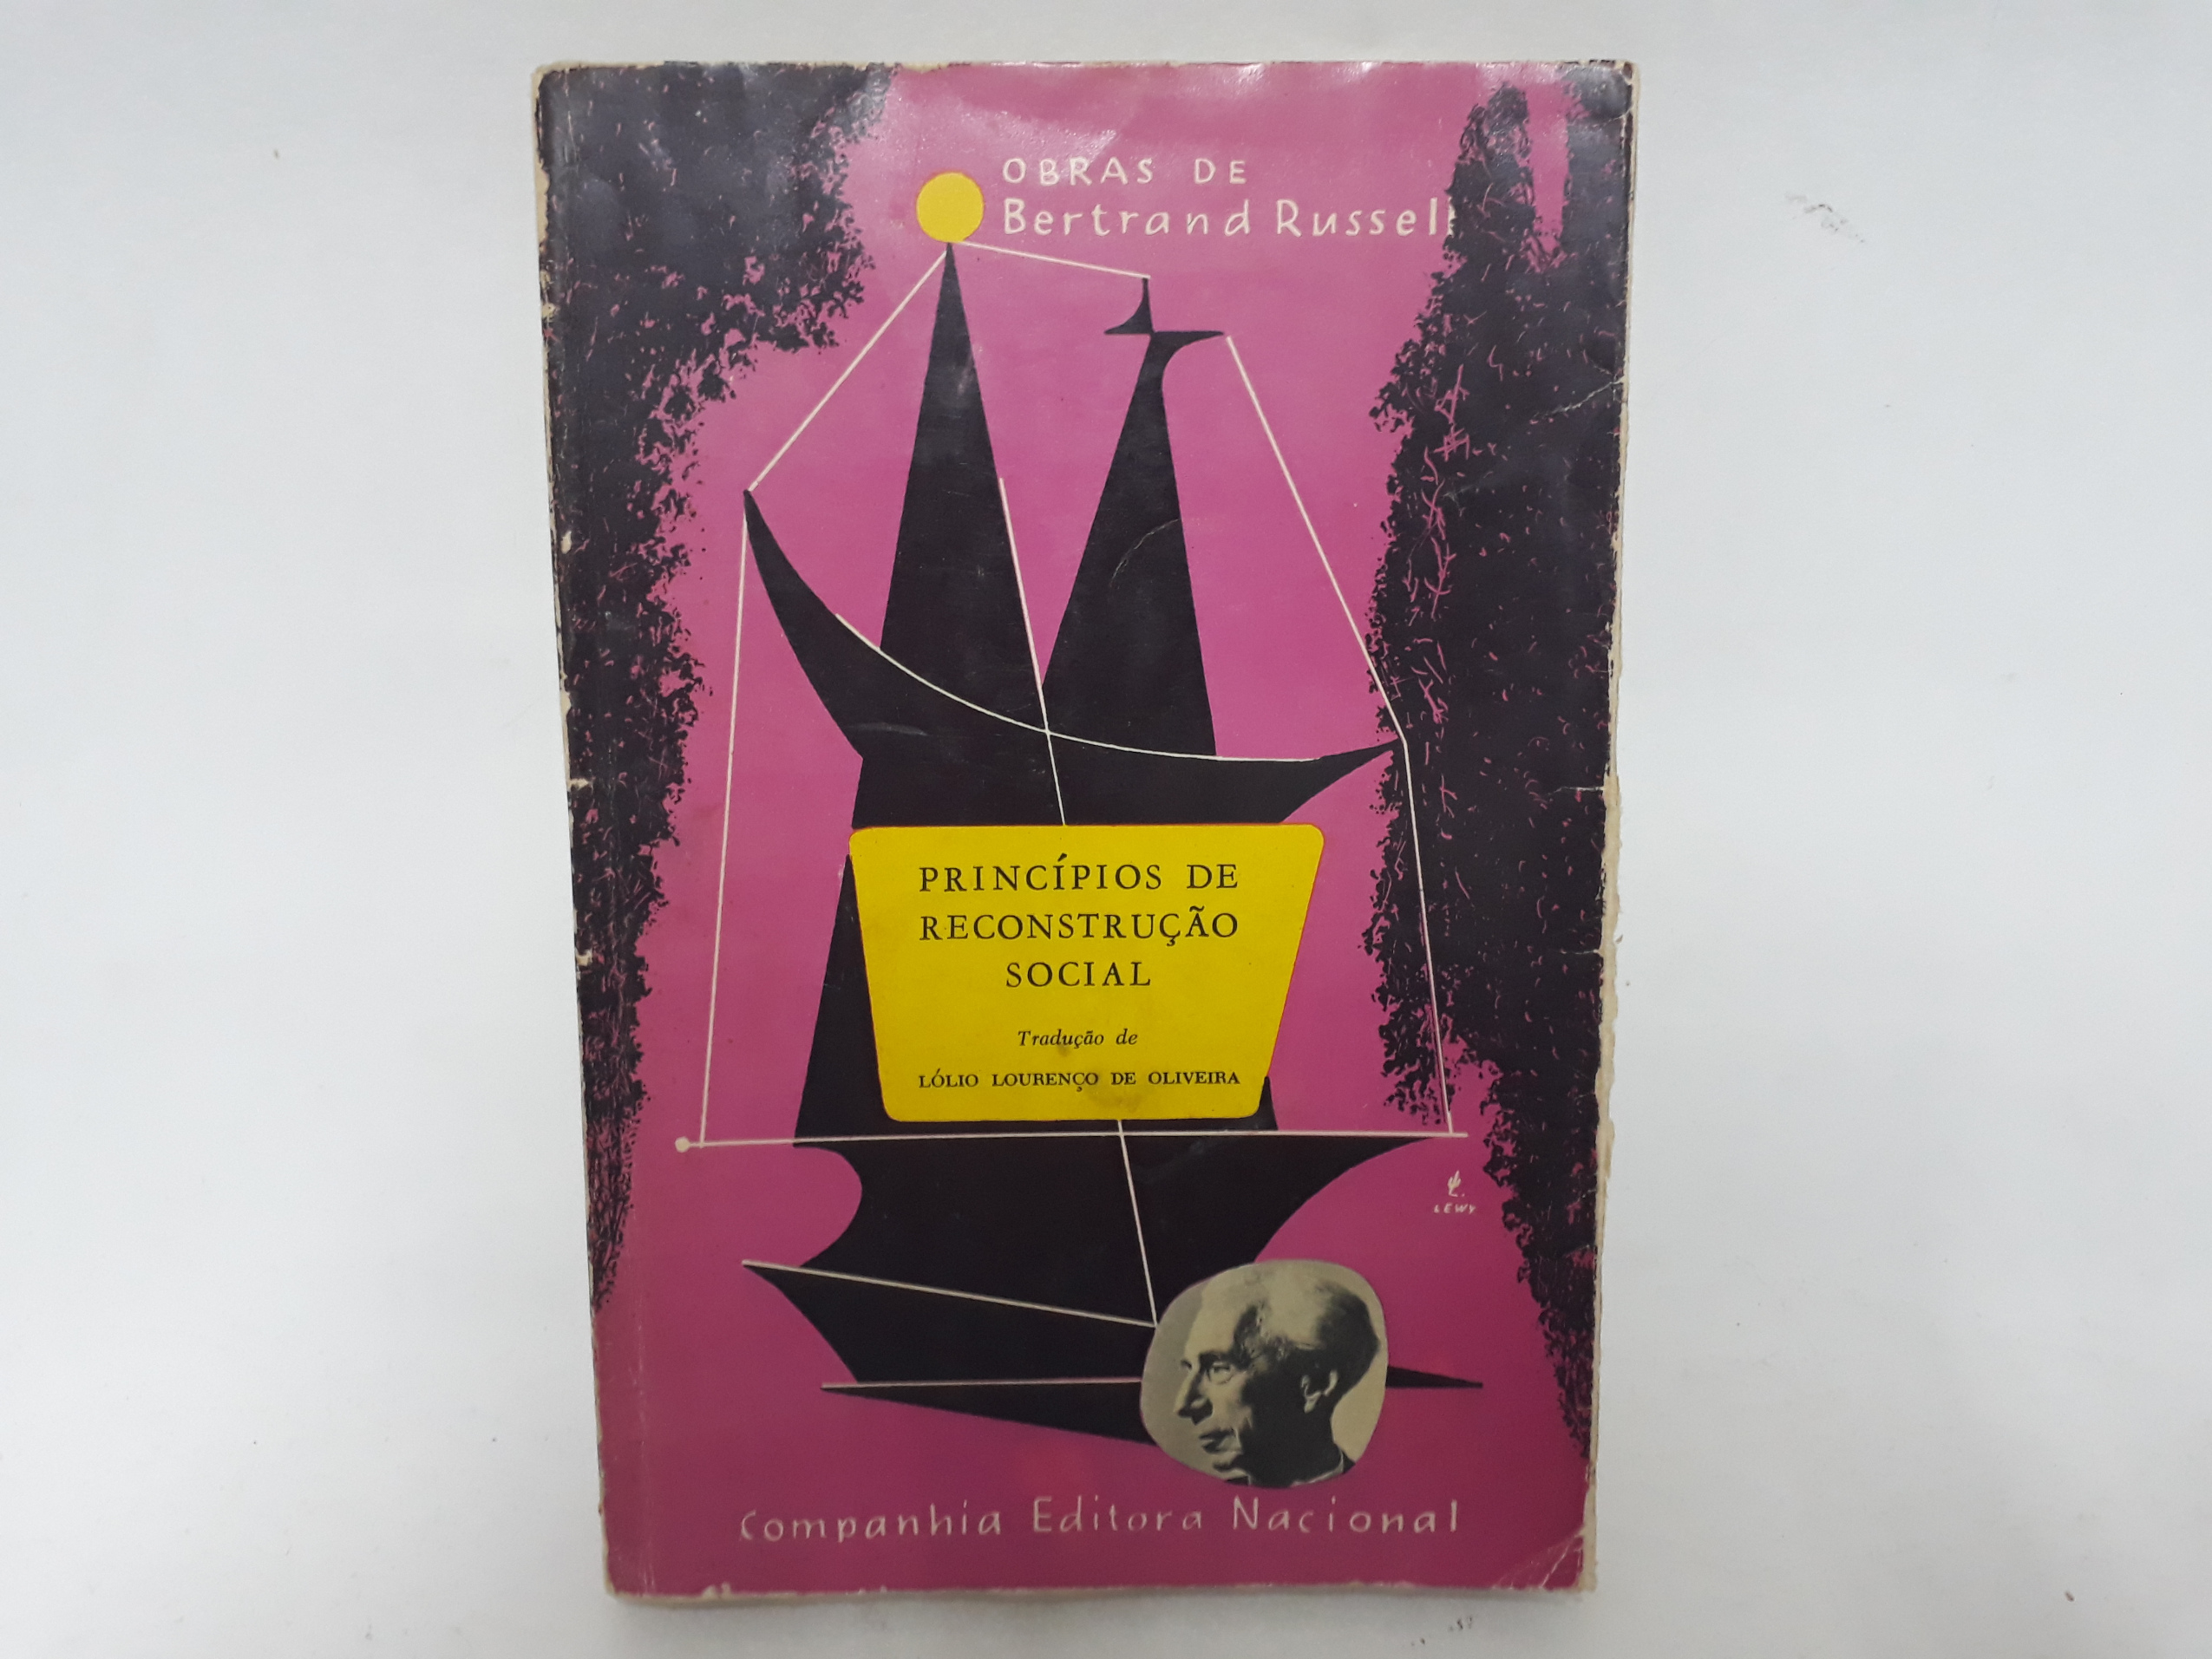 OBRAS DE
Bertrand Russell
PRINCÍPIOS DE
RECONSTRUÇÃO
SOCIAL
Tradução de
LÓLIO LOURENÇO DE OLIVEIRA
LEWY
Companhia Editora Nacional